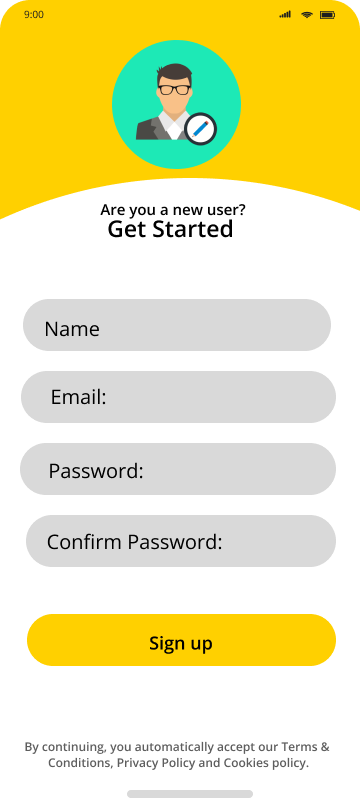 9:00
Are you a new user?
Get Started
Name
Email:
Password:
Confirm Password:
Sign up
By continuing, you automatically accept our Terms &
Conditions, Privacy Policy and Cookies policy.